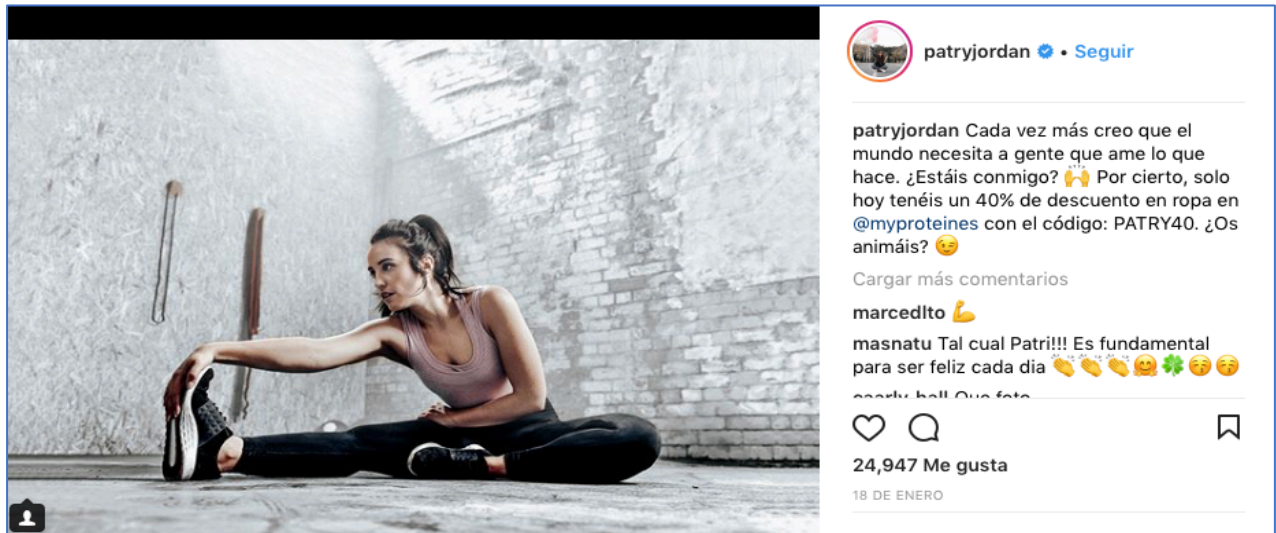 patryjordan • Seguir
patryjordan Cada vez más creo que el
mundo necesita a gente que ame lo que
hace. ¿Estáis conmigo? 🙌 Por cierto, solo
hoy tenéis un 40% de descuento en ropa en
@myproteines con el código: PATRY40. ¿Os
animáis? 😉
Cargar más comentarios
marcedlto 💪
masnatu Tal cual Patri!!! Es fundamental
para ser feliz cada dia 👏👏👏🤗🍀😚😚
caarly_ball Que foto
24,947 Me gusta
18 DE ENERO